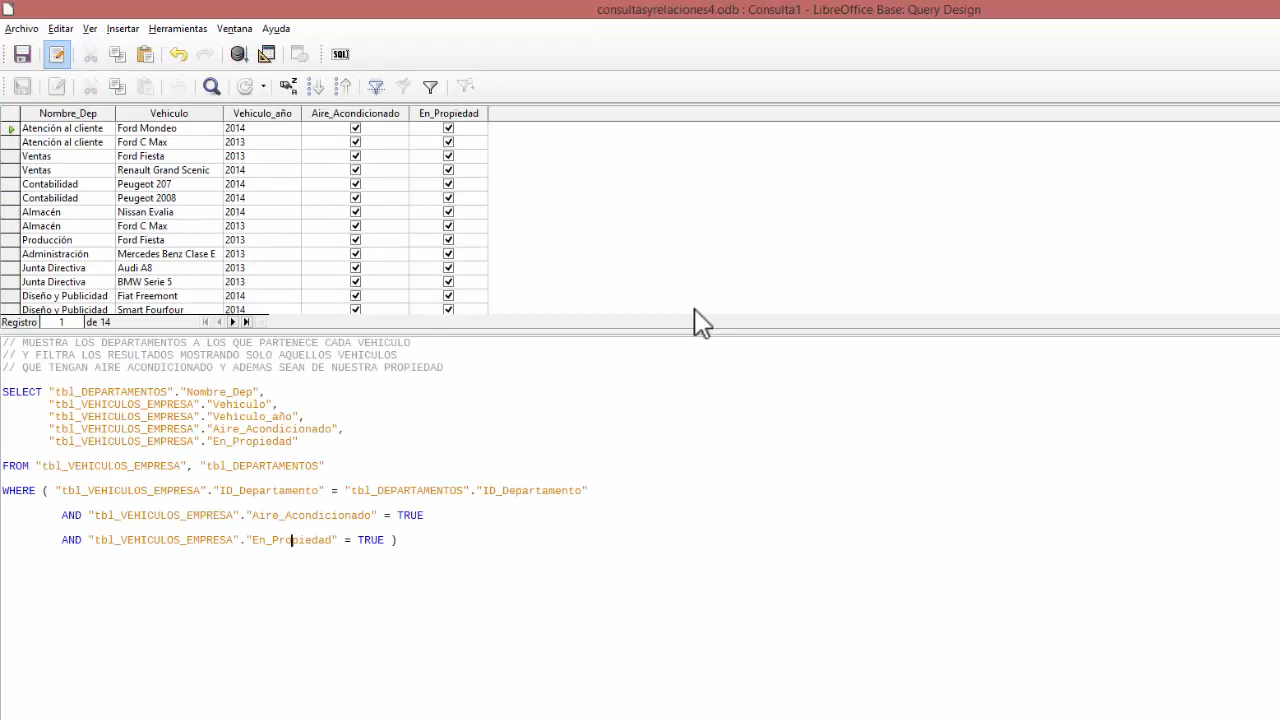 consultasyrelaciones4.odb : Consulta1 - LibreOffice Base: Query Design
Archivo Editar Ver Insertar Herramientas Ventana Ayuda
SQL
Nombre_Dep Vehiculo Vehiculo_año Aire_Acondicionado En_Propiedad
Atención al cliente Ford Mondeo 2014
Atención al cliente Ford C Max 2013
Ventas Ford Fiesta 2013
Ventas Renault Grand Scenic 2014
Contabilidad Peugeot 207 2014
Contabilidad Peugeot 2008 2014
Almacén Nissan Evalia 2014
Almacén Ford C Max 2013
Producción Ford Fiesta 2013
Administración Mercedes Benz Clase E 2013
Junta Directiva Audi A8 2013
Junta Directiva BMW Serie 5 2013
Diseño y Publicidad Fiat Freemont 2014
Diseño y Publicidad Smart Fourfour 2014
Registro 1 de 14
// MUESTRA LOS DEPARTAMENTOS A LOS QUE PARTENECE CADA VEHICULO
// Y FILTRA LOS RESULTADOS MOSTRANDO SOLO AQUELLOS VEHICULOS
// QUE TENGAN AIRE ACONDICIONADO Y ADEMAS SEAN DE NUESTRA PROPIEDAD
SELECT "tbl_DEPARTAMENTOS"."Nombre_Dep",
"tbl_VEHICULOS_EMPRESA"."Vehiculo",
"tbl_VEHICULOS_EMPRESA"."Vehiculo_año",
"tbl_VEHICULOS_EMPRESA"."Aire_Acondicionado",
"tbl_VEHICULOS_EMPRESA"."En_Propiedad"
FROM "tbl_VEHICULOS_EMPRESA", "tbl_DEPARTAMENTOS"
WHERE ( "tbl_VEHICULOS_EMPRESA"."ID_Departamento" = "tbl_DEPARTAMENTOS"."ID_Departamento"
AND "tbl_VEHICULOS_EMPRESA"."Aire_Acondicionado" = TRUE
AND "tbl_VEHICULOS_EMPRESA"."En_Propiedad" = TRUE )